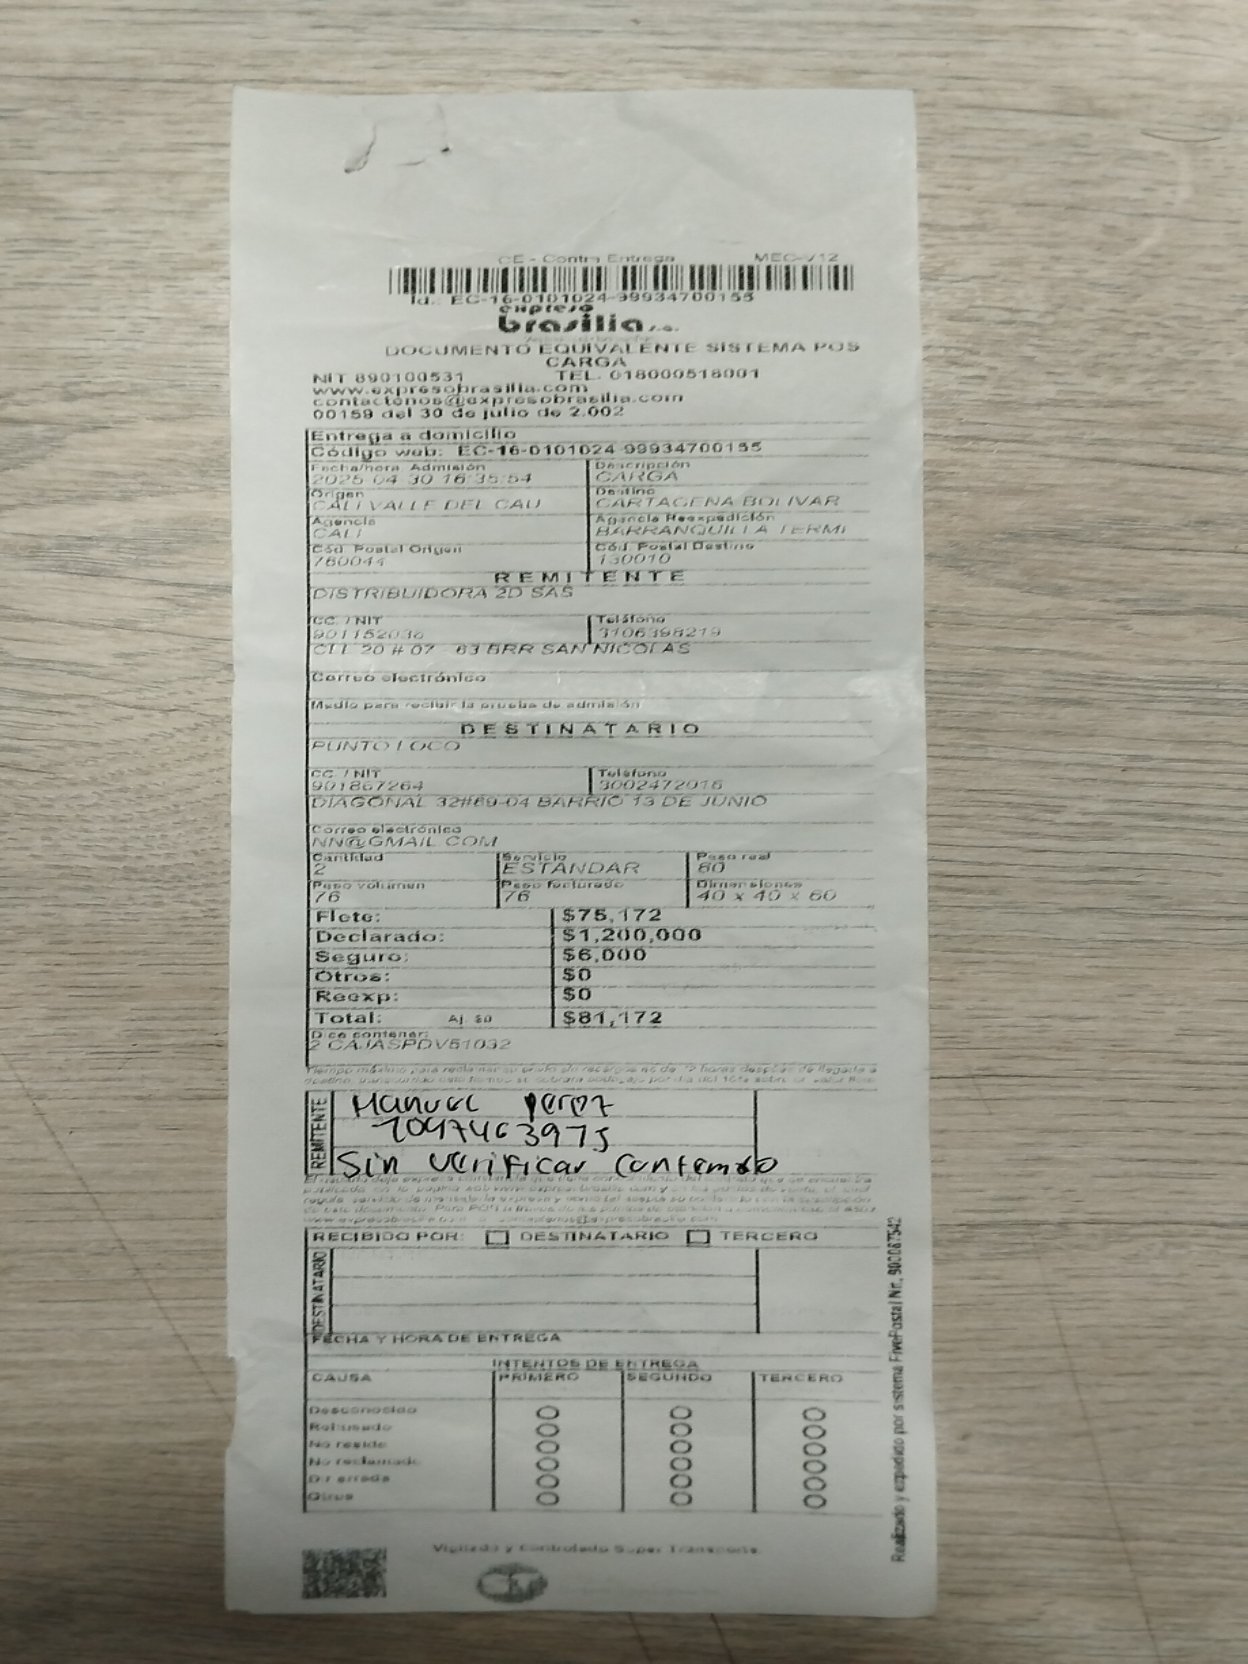 CE - Contra Entrega MEC-V12
Id.: EC-16-0101024-99934700155
expreso
brasilia s.a.
DOCUMENTO EQUIVALENTE SISTEMA POS
CARGA
NIT 890100531 TEL. 018000518001
www.expresobrasilia.com
contactenos@expresobrasilia.com
00159 del 30 de julio de 2.002
Entrega a domicilio
Código web: EC-16-0101024-99934700155
Fecha/hora Admisión Descripción
2025-04-30 16:35:54 CARGA
Origen Destino
CALI VALLE DEL CAU CARTAGENA BOLIVAR
Agencia Agencia Reexpedición
CALI BARRANQUILLA TERMI
Cód. Postal Origen Cód. Postal Destino
760044 130010
REMITENTE
DISTRIBUIDORA 2D SAS
CC. / NIT Teléfono
901152036 3106398219
CLL 20 # 07 - 63 BRR SAN NICOLAS
Correo electrónico
Medio para recibir la prueba de admisión
DESTINATARIO
PUNTO LOCO
CC. / NIT Teléfono
901867264 3002472015
DIAGONAL 32#69-04 BARRIO 13 DE JUNIO
Correo electrónico
NN@GMAIL.COM
Cantidad Servicio Peso real
2 ESTANDAR 60
Peso volúmen Peso facturado Dimensiones
76 76 40 x 40 x 60
Flete: $75,172
Declarado: $1,200,000
Seguro: $6,000
Otros: $0
Reexp: $0
Total: Aj. $0 $81,172
Dice contener:
2 CAJASPDV51032
REMITENTE
Manuel perez
1047463975
Sin verificar contenido
RECIBIDO POR: DESTINATARIO TERCERO
DESTINATARIO
FECHA Y HORA DE ENTREGA
INTENTOS DE ENTREGA
CAUSA PRIMERO SEGUNDO TERCERO
Desconocido
Rehusado
No reside
No reclamado
Dir errada
Otros
Vigilado y Controlado Super Transporte.
Realizado y expedido por sistema FivePostal Nit. 900087542